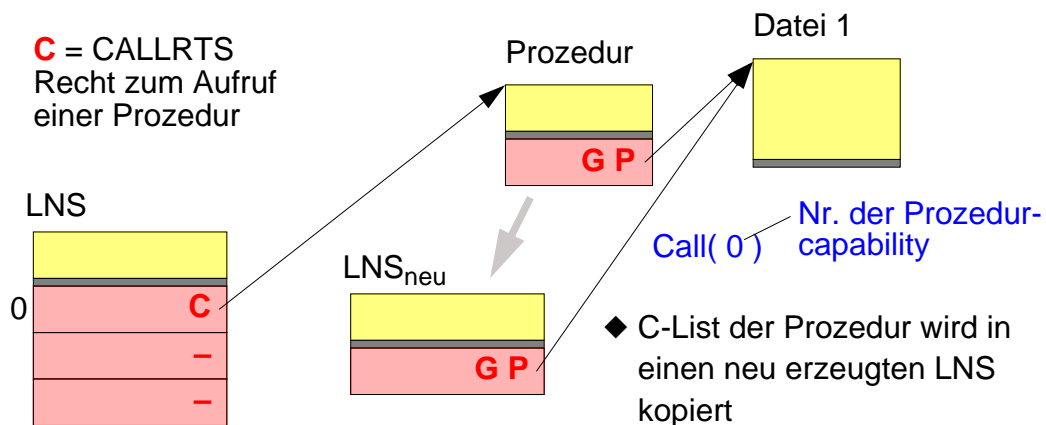 C = CALLRTS
Recht zum Aufruf
einer Prozedur
Prozedur
Datei 1
G P
LNS
0
C
–
–
LNSneu
G P
Call( 0 )
Nr. der Prozedur-
capability
◆ C-List der Prozedur wird in
einen neu erzeugten LNS
kopiert